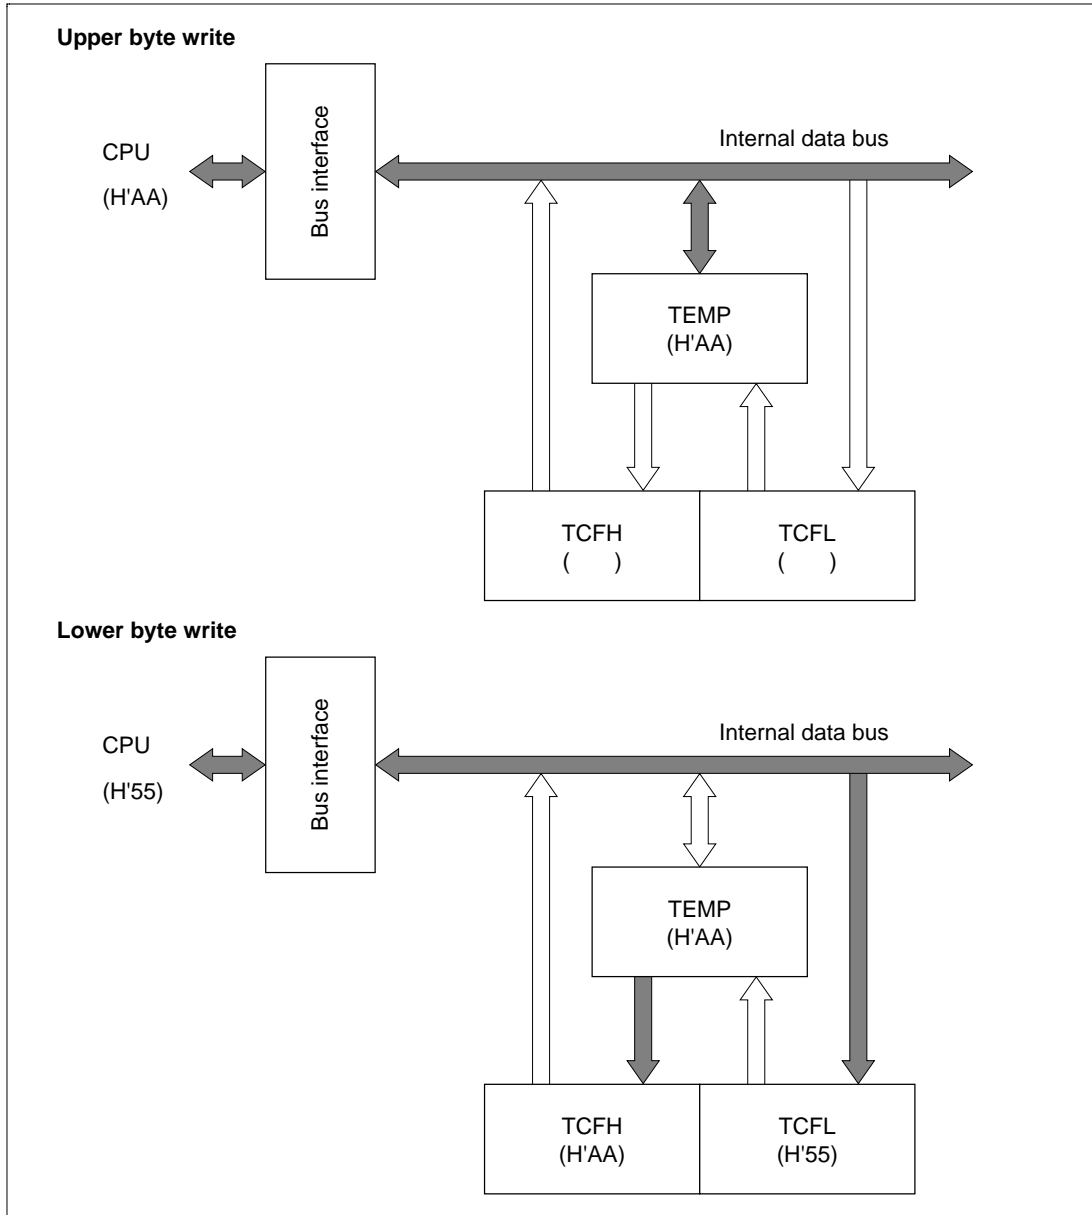 Upper byte write
CPU
(H'AA)
Bus interface
Internal data bus
TEMP
(H'AA)
TCFH
(      )
TCFL
(      )
Lower byte write
CPU
(H'55)
Bus interface
Internal data bus
TEMP
(H'AA)
TCFH
(H'AA)
TCFL
(H'55)